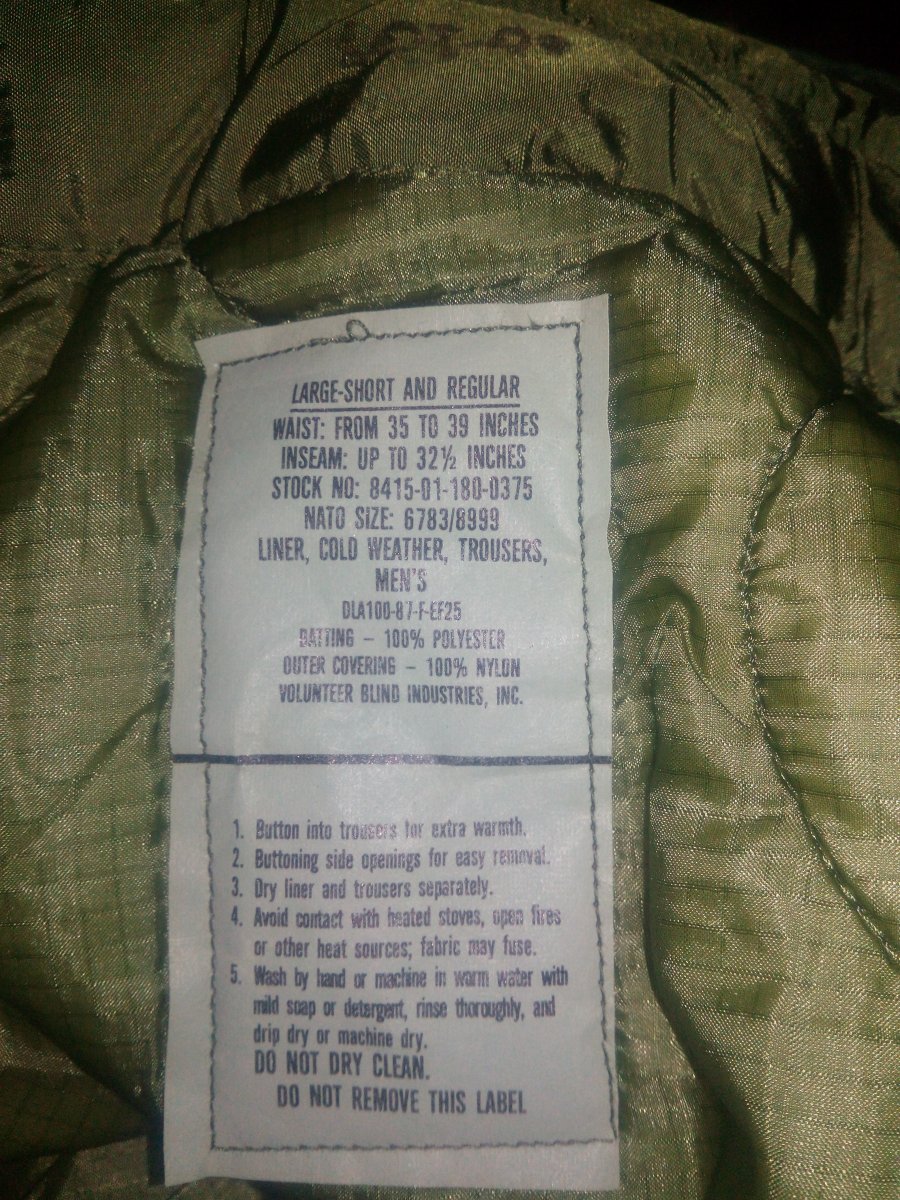 LARGE-SHORT AND REGULAR
WAIST: FROM 35 TO 39 INCHES
INSEAM: UP TO 32½ INCHES
STOCK NO: 8415-01-180-0375
NATO SIZE: 6783/8999
LINER, COLD WEATHER, TROUSERS,
MEN'S
DLA100-87-F-EF25
BATTING – 100% POLYESTER
OUTER COVERING – 100% NYLON
VOLUNTEER BLIND INDUSTRIES, INC.
1. Button into trousers for extra warmth.
2. Buttoning side openings for easy removal.
3. Dry liner and trousers separately.
4. Avoid contact with heated stoves, open fires
or other heat sources; fabric may fuse.
5. Wash by hand or machine in warm water with
mild soap or detergent, rinse thoroughly, and
drip dry or machine dry.
DO NOT DRY CLEAN.
DO NOT REMOVE THIS LABEL